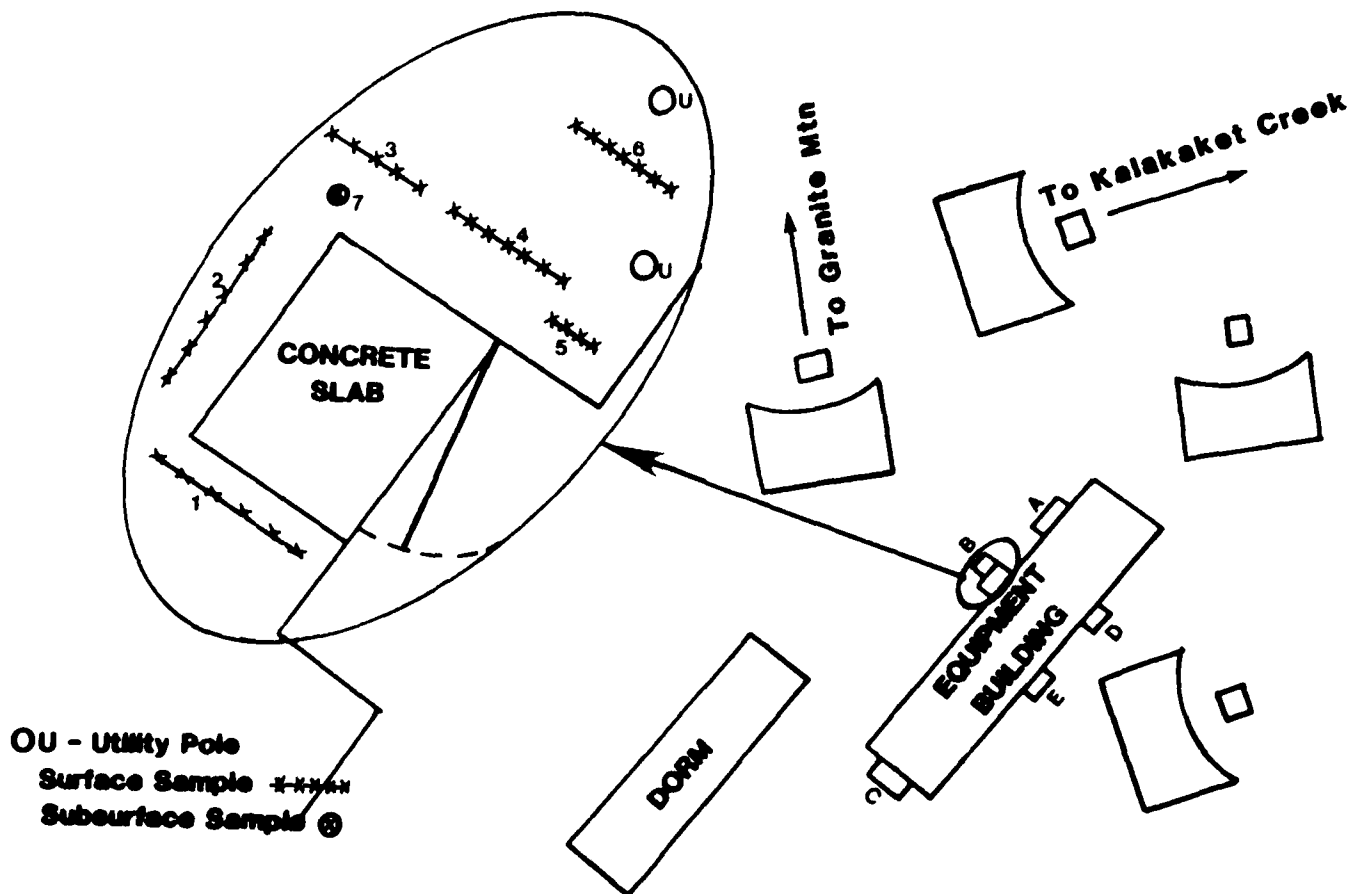 U
6
3
7
4
2
U
CONCRETE
SLAB
5
1
To Granite Mtn
To Kalakaket Creek
A
B
EQUIPMENT
BUILDING
D
E
C
DORM
OU - Utility Pole
Surface Sample x-x-x-x-x
Subsurface Sample ⊗